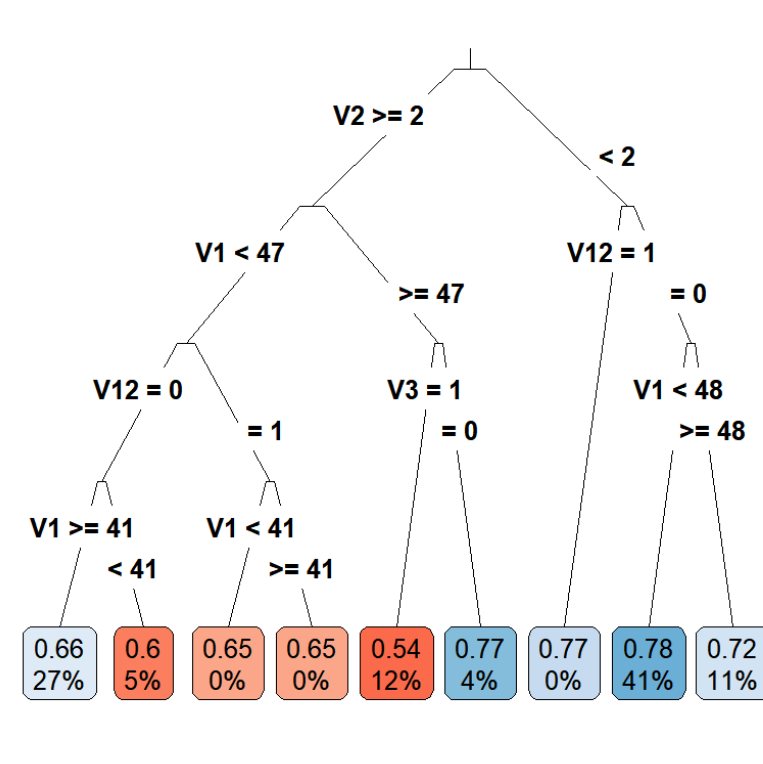 V2 >= 2
< 2
V1 < 47
V12 = 1
>= 47
= 0
V12 = 0
V3 = 1
V1 < 48
= 1
= 0
>= 48
V1 >= 41
V1 < 41
< 41
>= 41
0.66 0.6 0.65 0.65 0.54 0.77 0.77 0.78 0.72
27% 5% 0% 0% 12% 4% 0% 41% 11%